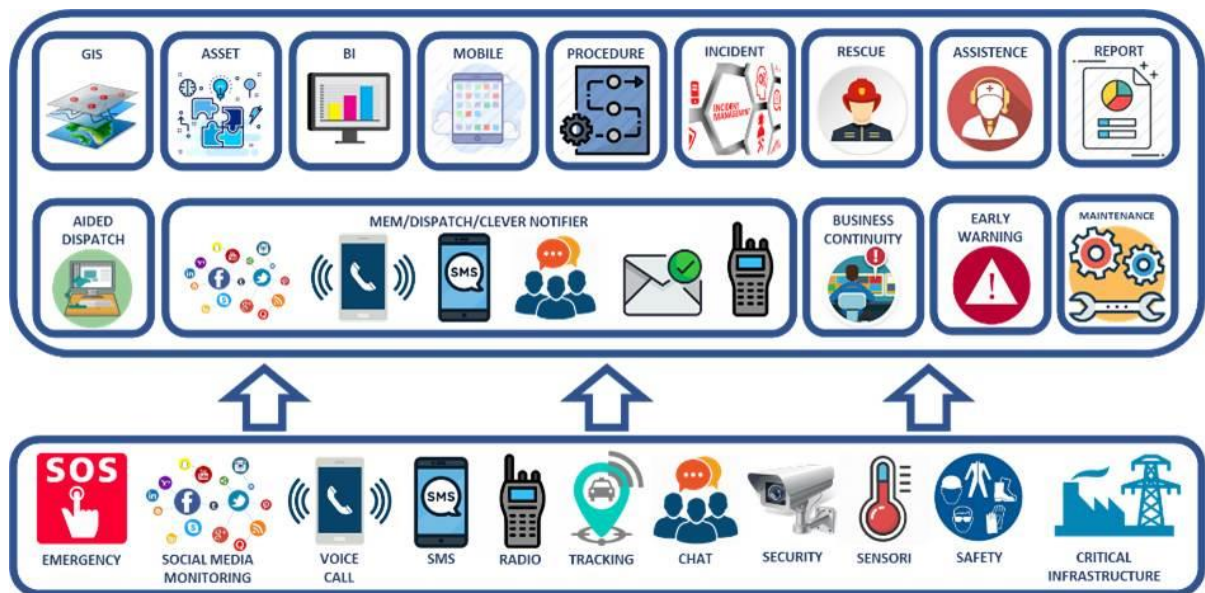 GIS
ASSET
BI
MOBILE
PROCEDURE
INCIDENT
INCIDENT
MANAGEMENT
RESCUE
ASSISTENCE
REPORT
AIDED
DISPATCH
MEM/DISPATCH/CLEVER NOTIFIER
SMS
BUSINESS
CONTINUITY
EARLY
WARNING
MAINTENANCE
SOS
EMERGENCY
SOCIAL MEDIA
MONITORING
VOICE
CALL
SMS
SMS
RADIO
TRACKING
CHAT
SECURITY
SENSORI
SAFETY
CRITICAL
INFRASTRUCTURE